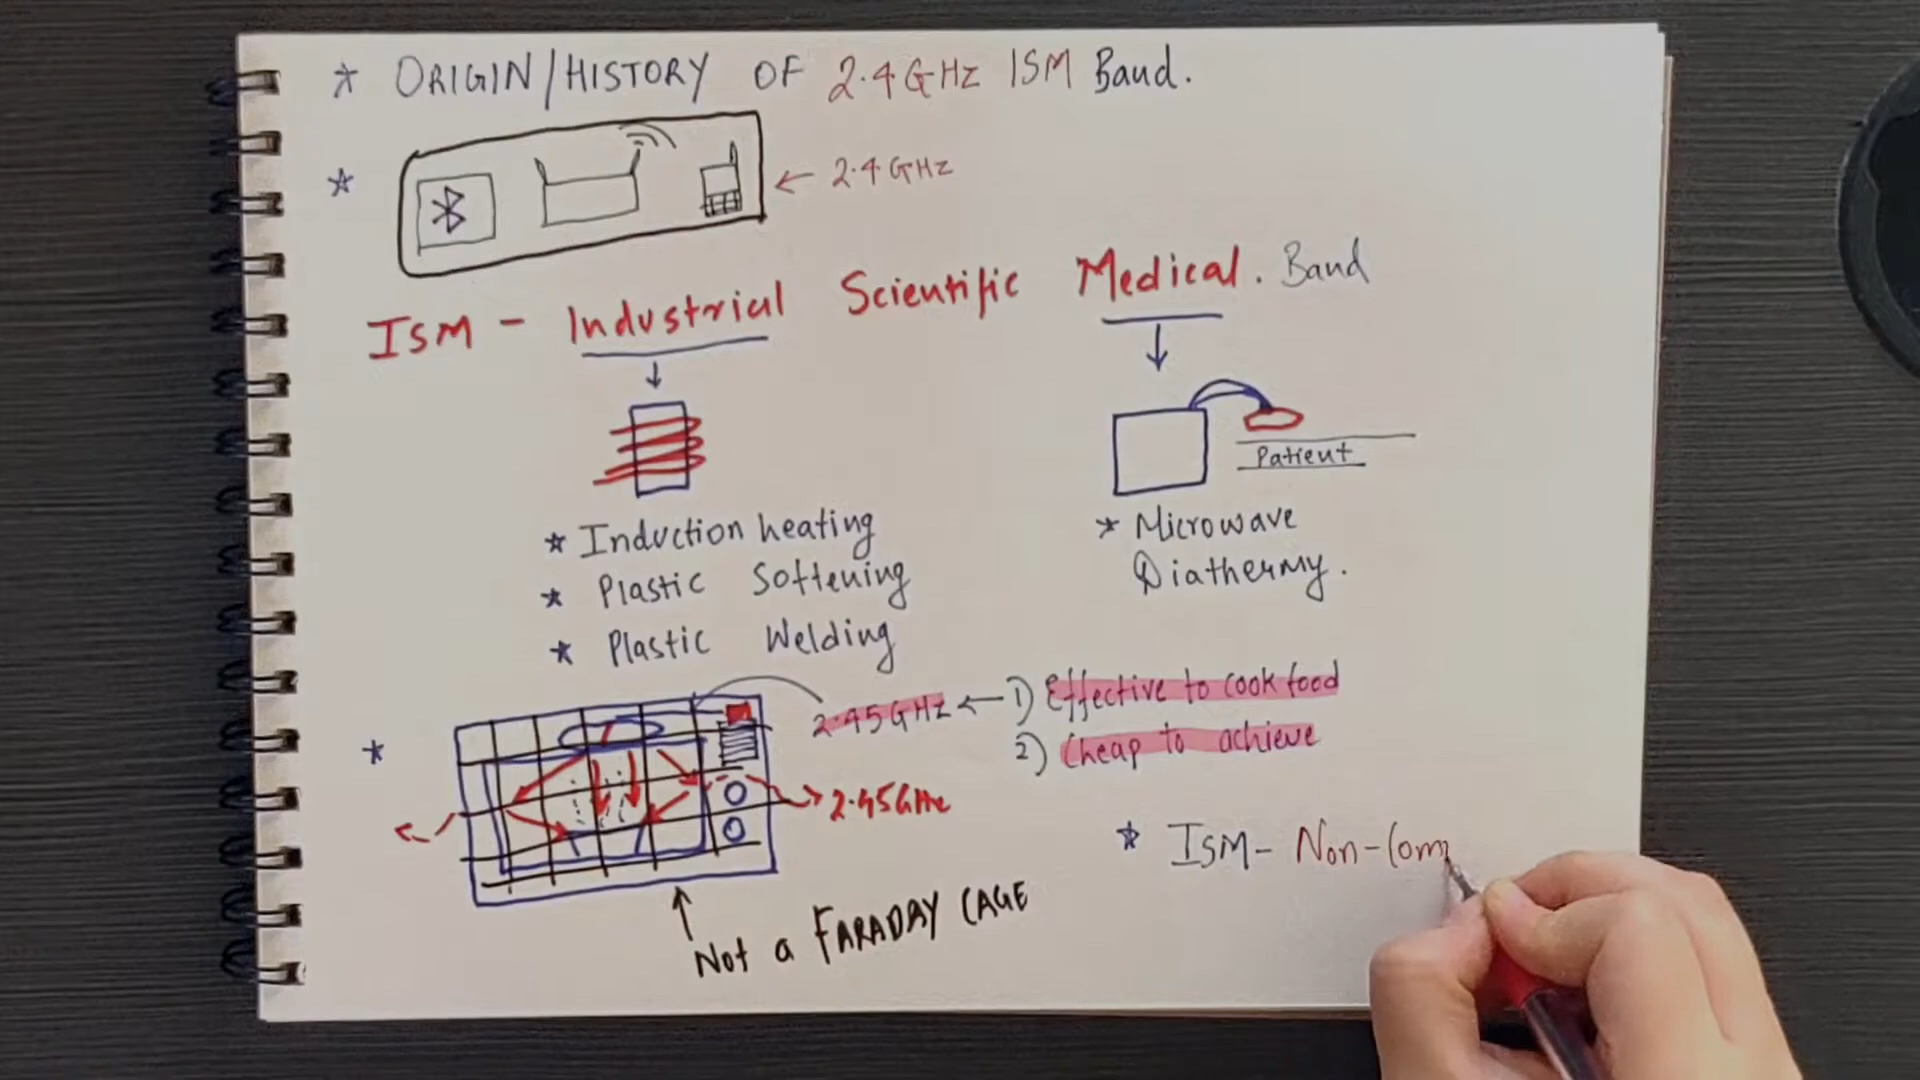 * ORIGIN/HISTORY OF 2.4GHz ISM Band.
* ← 2.4GHz
ISM - Industrial Scientific Medical. Band
Patient
* Induction heating
* Plastic Softening
* Plastic Welding
* Microwave
Diathermy.
2.45GHz ← 1) Effective to cook food
2) Cheap to achieve
*
2.45GHz
Not a FARADAY CAGE
* ISM- Non-Com